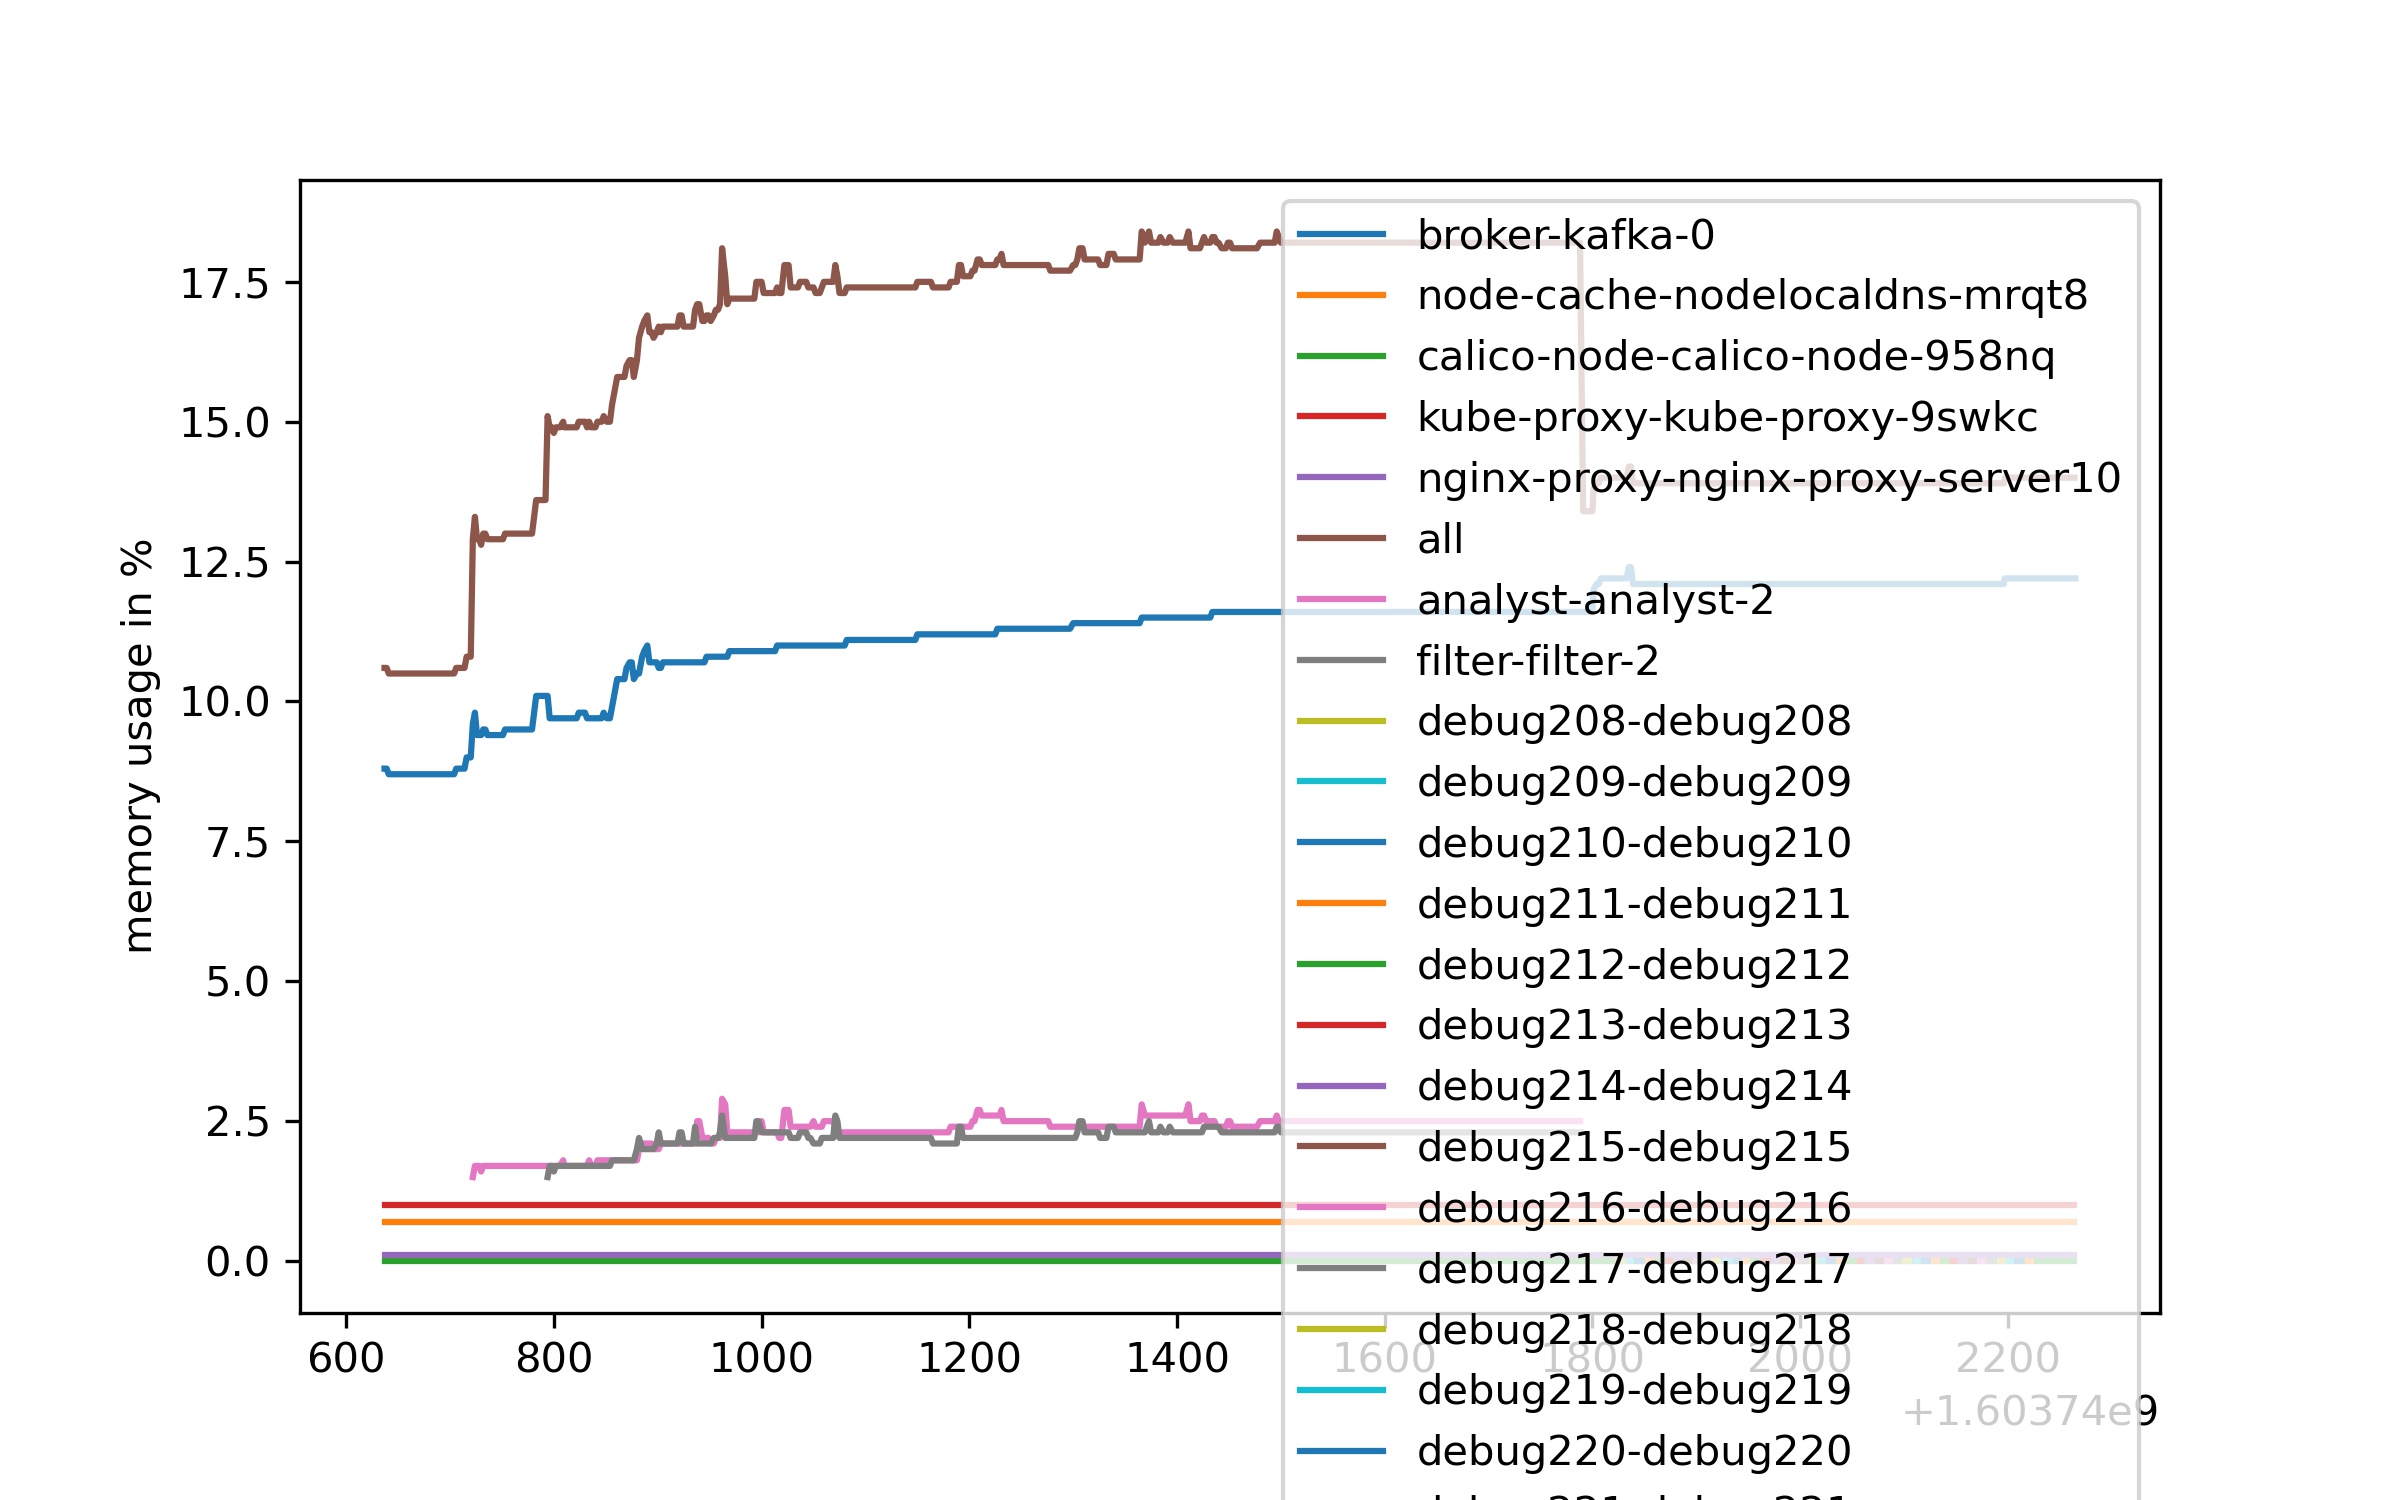 memory usage in %
17.5
15.0
12.5
10.0
7.5
5.0
2.5
0.0
600 800 1000 1200 1400 1600 1800 2000 2200
+1.60374e9
broker-kafka-0
node-cache-nodelocaldns-mrqt8
calico-node-calico-node-958nq
kube-proxy-kube-proxy-9swkc
nginx-proxy-nginx-proxy-server10
all
analyst-analyst-2
filter-filter-2
debug208-debug208
debug209-debug209
debug210-debug210
debug211-debug211
debug212-debug212
debug213-debug213
debug214-debug214
debug215-debug215
debug216-debug216
debug217-debug217
debug218-debug218
debug219-debug219
debug220-debug220